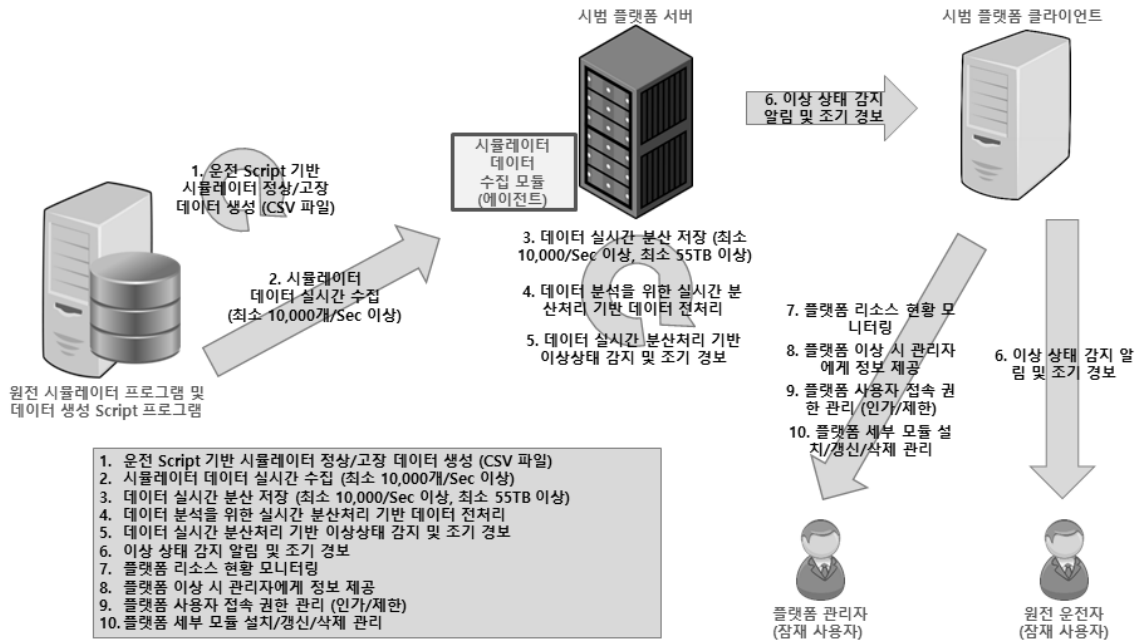 시범 플랫폼 서버
시범 플랫폼 클라이언트
6. 이상 상태 감지
알림 및 조기 경보
시뮬레이터
데이터
수집 모듈
(에이전트)
1. 운전 Script 기반
시뮬레이터 정상/고장
데이터 생성 (CSV 파일)
2. 시뮬레이터
데이터 실시간 수집
(최소 10,000개/Sec 이상)
3. 데이터 실시간 분산 저장 (최소
10,000/Sec 이상, 최소 55TB 이상)
4. 데이터 분석을 위한 실시간 분
산처리 기반 데이터 전처리
5. 데이터 실시간 분산처리 기반
이상상태 감지 및 조기 경보
7. 플랫폼 리소스 현황 모
니터링
8. 플랫폼 이상 시 관리자
에게 정보 제공
9. 플랫폼 사용자 접속 권
한 관리 (인가/제한)
10. 플랫폼 세부 모듈 설
치/갱신/삭제 관리
6. 이상 상태 감지 알
림 및 조기 경보
원전 시뮬레이터 프로그램 및
데이터 생성 Script 프로그램
1. 운전 Script 기반 시뮬레이터 정상/고장 데이터 생성 (CSV 파일)
2. 시뮬레이터 데이터 실시간 수집 (최소 10,000개/Sec 이상)
3. 데이터 실시간 분산 저장 (최소 10,000/Sec 이상, 최소 55TB 이상)
4. 데이터 분석을 위한 실시간 분산처리 기반 데이터 전처리
5. 데이터 실시간 분산처리 기반 이상상태 감지 및 조기 경보
6. 이상 상태 감지 알림 및 조기 경보
7. 플랫폼 리소스 현황 모니터링
8. 플랫폼 이상 시 관리자에게 정보 제공
9. 플랫폼 사용자 접속 권한 관리 (인가/제한)
10. 플랫폼 세부 모듈 설치/갱신/삭제 관리
플랫폼 관리자
(잠재 사용자)
원전 운전자
(잠재 사용자)